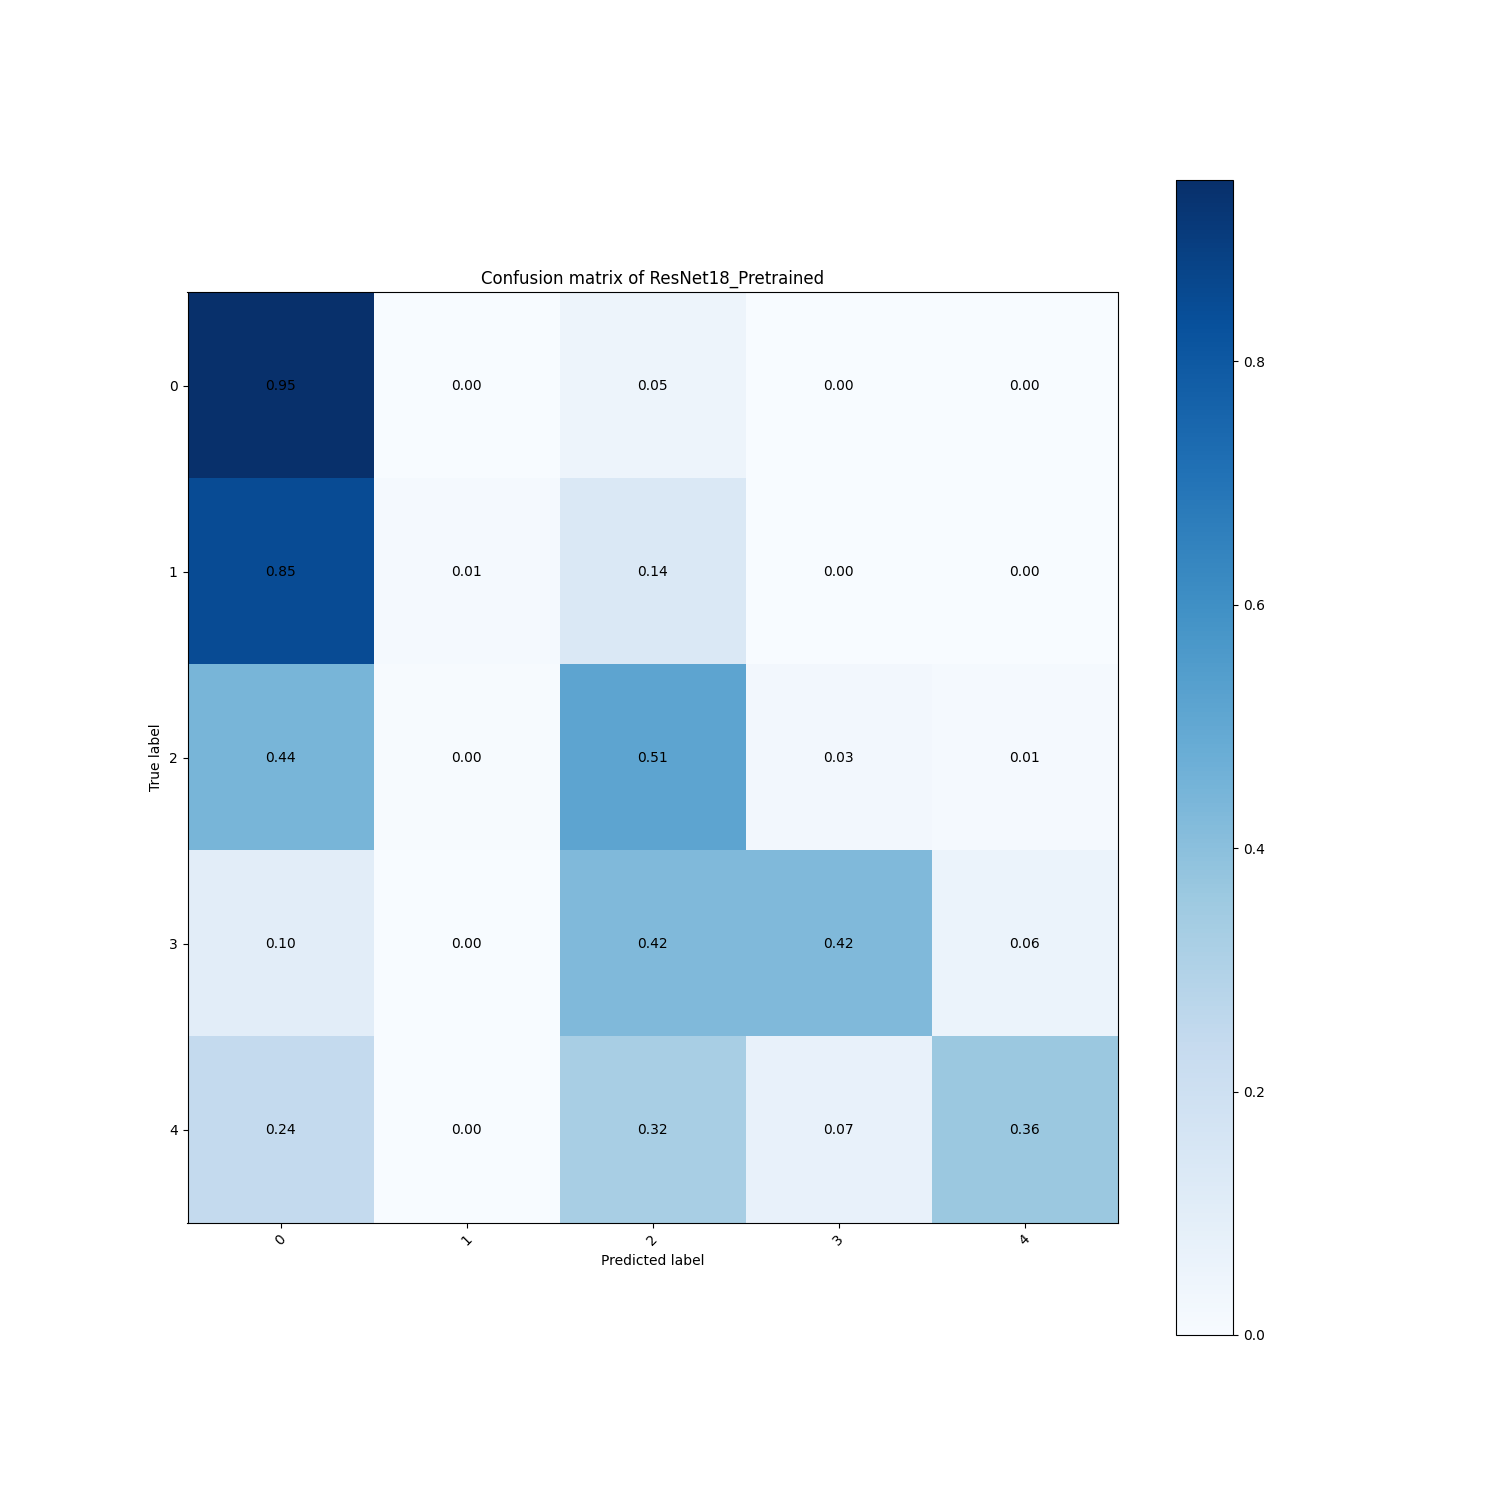 Confusion matrix of ResNet18_Pretrained
0 0.95 0.00 0.05 0.00 0.00
1 0.85 0.01 0.14 0.00 0.00
2 0.44 0.00 0.51 0.03 0.01
3 0.10 0.00 0.42 0.42 0.06
4 0.24 0.00 0.32 0.07 0.36
True label
0 1 2 3 4
Predicted label
0.8
0.6
0.4
0.2
0.0